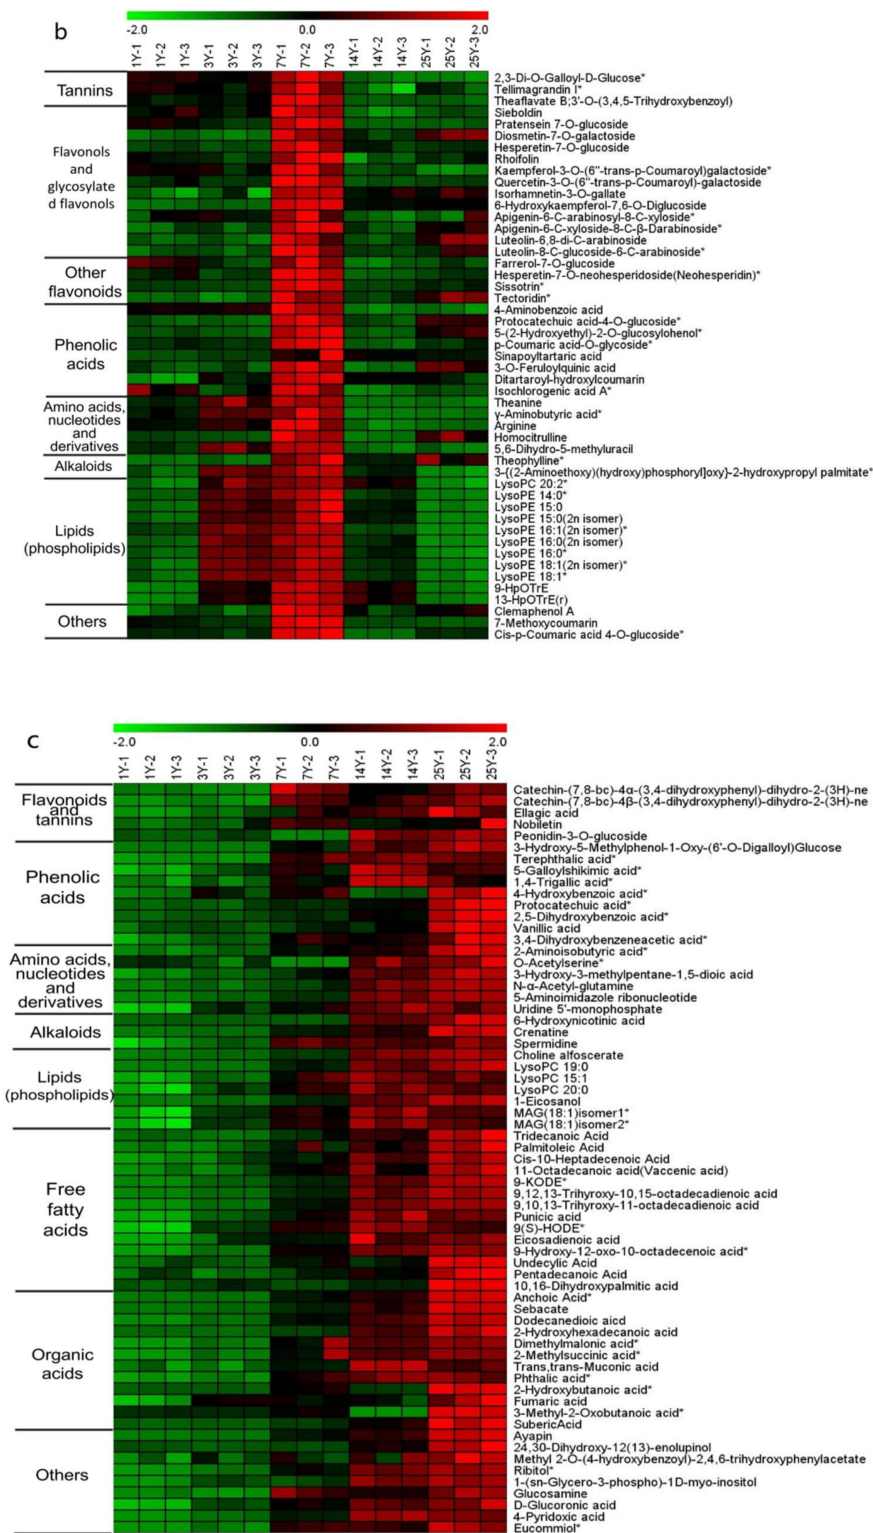 b
-2.0 0.0 2.0
1Y-1 1Y-2 1Y-3 3Y-1 3Y-2 3Y-3 7Y-1 7Y-2 7Y-3 14Y-1 14Y-2 14Y-3 25Y-1 25Y-2 25Y-3
Tannins
2,3-Di-O-Galloyl-D-Glucose*
Tellimagrandin I*
Theaflavate B;3'-O-(3,4,5-Trihydroxybenzoyl)
Flavonols
and
glycosylate
d flavonols
Sieboldin
Pratensein 7-O-glucoside
Diosmetin-7-O-galactoside
Hesperetin-7-O-glucoside
Rhoifolin
Kaempferol-3-O-(6"-trans-p-Coumaroyl)galactoside*
Quercetin-3-O-(6"-trans-p-Coumaroyl)-galactoside
Isorhamnetin-3-O-gallate
6-Hydroxykaempferol-7,6-O-Diglucoside
Apigenin-6-C-arabinosyl-8-C-xyloside*
Apigenin-6-C-xyloside-8-C-β-Darabinoside*
Luteolin-6,8-di-C-arabinoside
Luteolin-8-C-glucoside-6-C-arabinoside*
Other
flavonoids
Farrerol-7-O-glucoside
Hesperetin-7-O-neohesperidoside(Neohesperidin)*
Sissotrin*
Tectoridin*
Phenolic
acids
4-Aminobenzoic acid
Protocatechuic acid-4-O-glucoside*
5-(2-Hydroxyethyl)-2-O-glucosylohenol*
p-Coumaric acid-O-glycoside*
Sinapoyltartaric acid
3-O-Feruloylquinic acid
Ditartaroyl-hydroxylcoumarin
Isochlorogenic acid A*
Amino acids,
nucleotides
and
derivatives
Theanine
γ-Aminobutyric acid*
Arginine
Homocitrulline
5,6-Dihydro-5-methyluracil
Alkaloids
Theophylline*
3-{(2-Aminoethoxy)(hydroxy)phosphoryl]oxy}-2-hydroxypropyl palmitate*
Lipids
(phospholipids)
LysoPC 20:2*
LysoPE 14:0*
LysoPE 15:0
LysoPE 15:0(2n isomer)
LysoPE 16:1(2n isomer)*
LysoPE 16:0(2n isomer)
LysoPE 16:0*
LysoPE 18:1(2n isomer)*
LysoPE 18:1*
9-HpOTrE
13-HpOTrE(r)
Others
Clemaphenol A
7-Methoxycoumarin
Cis-p-Coumaric acid 4-O-glucoside*
c
-2.0 0.0 2.0
1Y-1 1Y-2 1Y-3 3Y-1 3Y-2 3Y-3 7Y-1 7Y-2 7Y-3 14Y-1 14Y-2 14Y-3 25Y-1 25Y-2 25Y-3
Flavonoids
and
tannins
Catechin-(7,8-bc)-4α-(3,4-dihydroxyphenyl)-dihydro-2-(3H)-ne
Catechin-(7,8-bc)-4β-(3,4-dihydroxyphenyl)-dihydro-2-(3H)-ne
Ellagic acid
Nobiletin
Peonidin-3-O-glucoside
Phenolic
acids
3-Hydroxy-5-Methylphenol-1-Oxy-(6'-O-Digalloyl)Glucose
Terephthalic acid*
5-Galloylshikimic acid*
1,4-Trigallic acid*
4-Hydroxybenzoic acid*
Protocatechuic acid*
2,5-Dihydroxybenzoic acid*
Vanillic acid
3,4-Dihydroxybenzeneacetic acid*
Amino acids,
nucleotides
and
derivatives
2-Aminoisobutyric acid*
O-Acetylserine*
3-Hydroxy-3-methylpentane-1,5-dioic acid
N-α-Acetyl-glutamine
5-Aminoimidazole ribonucleotide
Uridine 5'-monophosphate
Alkaloids
6-Hydroxynicotinic acid
Crenatine
Spermidine
Lipids
(phospholipids)
Choline alfoscerate
LysoPC 19:0
LysoPC 15:1
LysoPC 20:0
1-Eicosanol
MAG(18:1)isomer1*
MAG(18:1)isomer2*
Free
fatty
acids
Tridecanoic Acid
Palmitoleic Acid
Cis-10-Heptadecenoic Acid
11-Octadecanoic acid(Vaccenic acid)
9-KODE*
9,12,13-Trihyroxy-10,15-octadecadienoic acid
9,10,13-Trihyroxy-11-octadecadienoic acid
Punicic acid
9(S)-HODE*
Eicosadienoic acid
9-Hydroxy-12-oxo-10-octadecenoic acid*
Undecylic Acid
Pentadecanoic Acid
10,16-Dihydroxypalmitic acid
Organic
acids
Anchoic Acid*
Sebacate
Dodecanedioic aicd
2-Hydroxyhexadecanoic acid
Dimethylmalonic acid*
2-Methylsuccinic acid*
Trans,trans-Muconic acid
Phthalic acid*
2-Hydroxybutanoic acid*
Fumaric acid
3-Methyl-2-Oxobutanoic acid*
SubericAcid
Others
Ayapin
24,30-Dihydroxy-12(13)-enolupinol
Methyl 2-O-(4-hydroxybenzoyl)-2,4,6-trihydroxyphenylacetate
Ribitol*
1-(sn-Glycero-3-phospho)-1D-myo-inositol
Glucosamine
D-Glucoronic acid
4-Pyridoxic acid
Eucommiol*